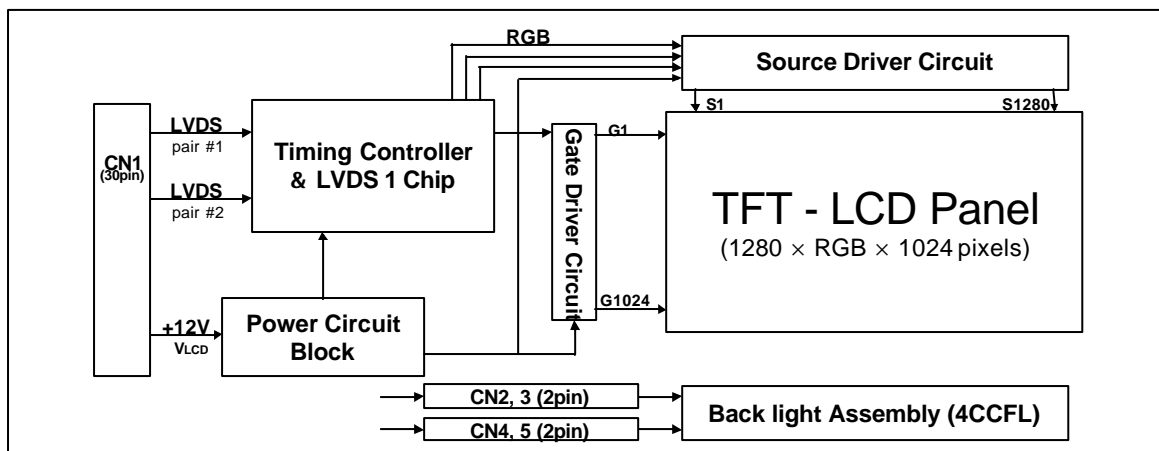 RGB
Source Driver Circuit
S1
S1280
CN1
(30pin)
LVDS
pair #1
LVDS
pair #2
Timing Controller
& LVDS 1 Chip
Gate Driver Circuit
G1
G1024
TFT - LCD Panel
(1280 × RGB × 1024 pixels)
+12V
VLCD
Power Circuit
Block
CN2, 3 (2pin)
CN4, 5 (2pin)
Back light Assembly (4CCFL)